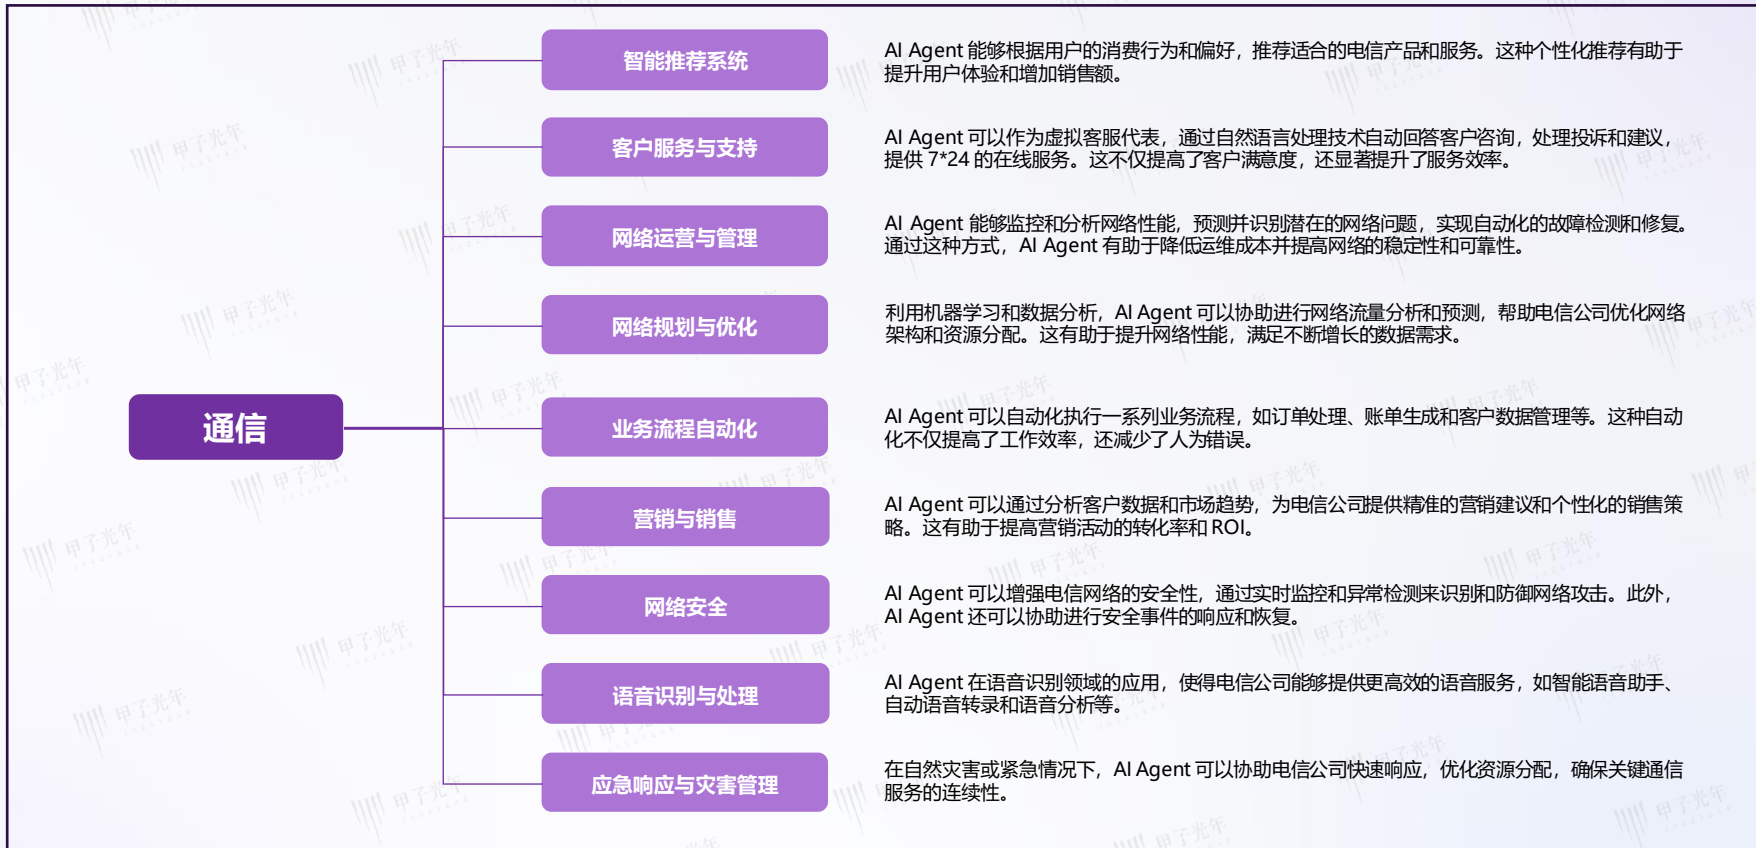 智能推荐系统
AI Agent 能够根据用户的消费行为和偏好，推荐适合的电信产品和服务。这种个性化推荐有助于
提升用户体验和增加销售额。
客户服务与支持
AI Agent 可以作为虚拟客服代表，通过自然语言处理技术自动回答客户咨询，处理投诉和建议，
提供 7*24 的在线服务。这不仅提高了客户满意度，还显著提升了服务效率。
网络运营与管理
AI Agent 能够监控和分析网络性能，预测并识别潜在的网络问题，实现自动化的故障检测和修复。
通过这种方式，AI Agent 有助于降低运维成本并提高网络的稳定性和可靠性。
网络规划与优化
利用机器学习和数据分析，AI Agent 可以协助进行网络流量分析和预测，帮助电信公司优化网络
架构和资源分配。这有助于提升网络性能，满足不断增长的数据需求。
通信
业务流程自动化
AI Agent 可以自动化执行一系列业务流程，如订单处理、账单生成和客户数据管理等。这种自动
化不仅提高了工作效率，还减少了人为错误。
营销与销售
AI Agent 可以通过分析客户数据和市场趋势，为电信公司提供精准的营销建议和个性化的销售策
略。这有助于提高营销活动的转化率和 ROI。
网络安全
AI Agent 可以增强电信网络的安全性，通过实时监控和异常检测来识别和防御网络攻击。此外，
AI Agent 还可以协助进行安全事件的响应和恢复。
语音识别与处理
AI Agent 在语音识别领域的应用，使得电信公司能够提供更高效的语音服务，如智能语音助手、
自动语音转录和语音分析等。
应急响应与灾害管理
在自然灾害或紧急情况下，AI Agent 可以协助电信公司快速响应，优化资源分配，确保关键通信
服务的连续性。
甲子光年